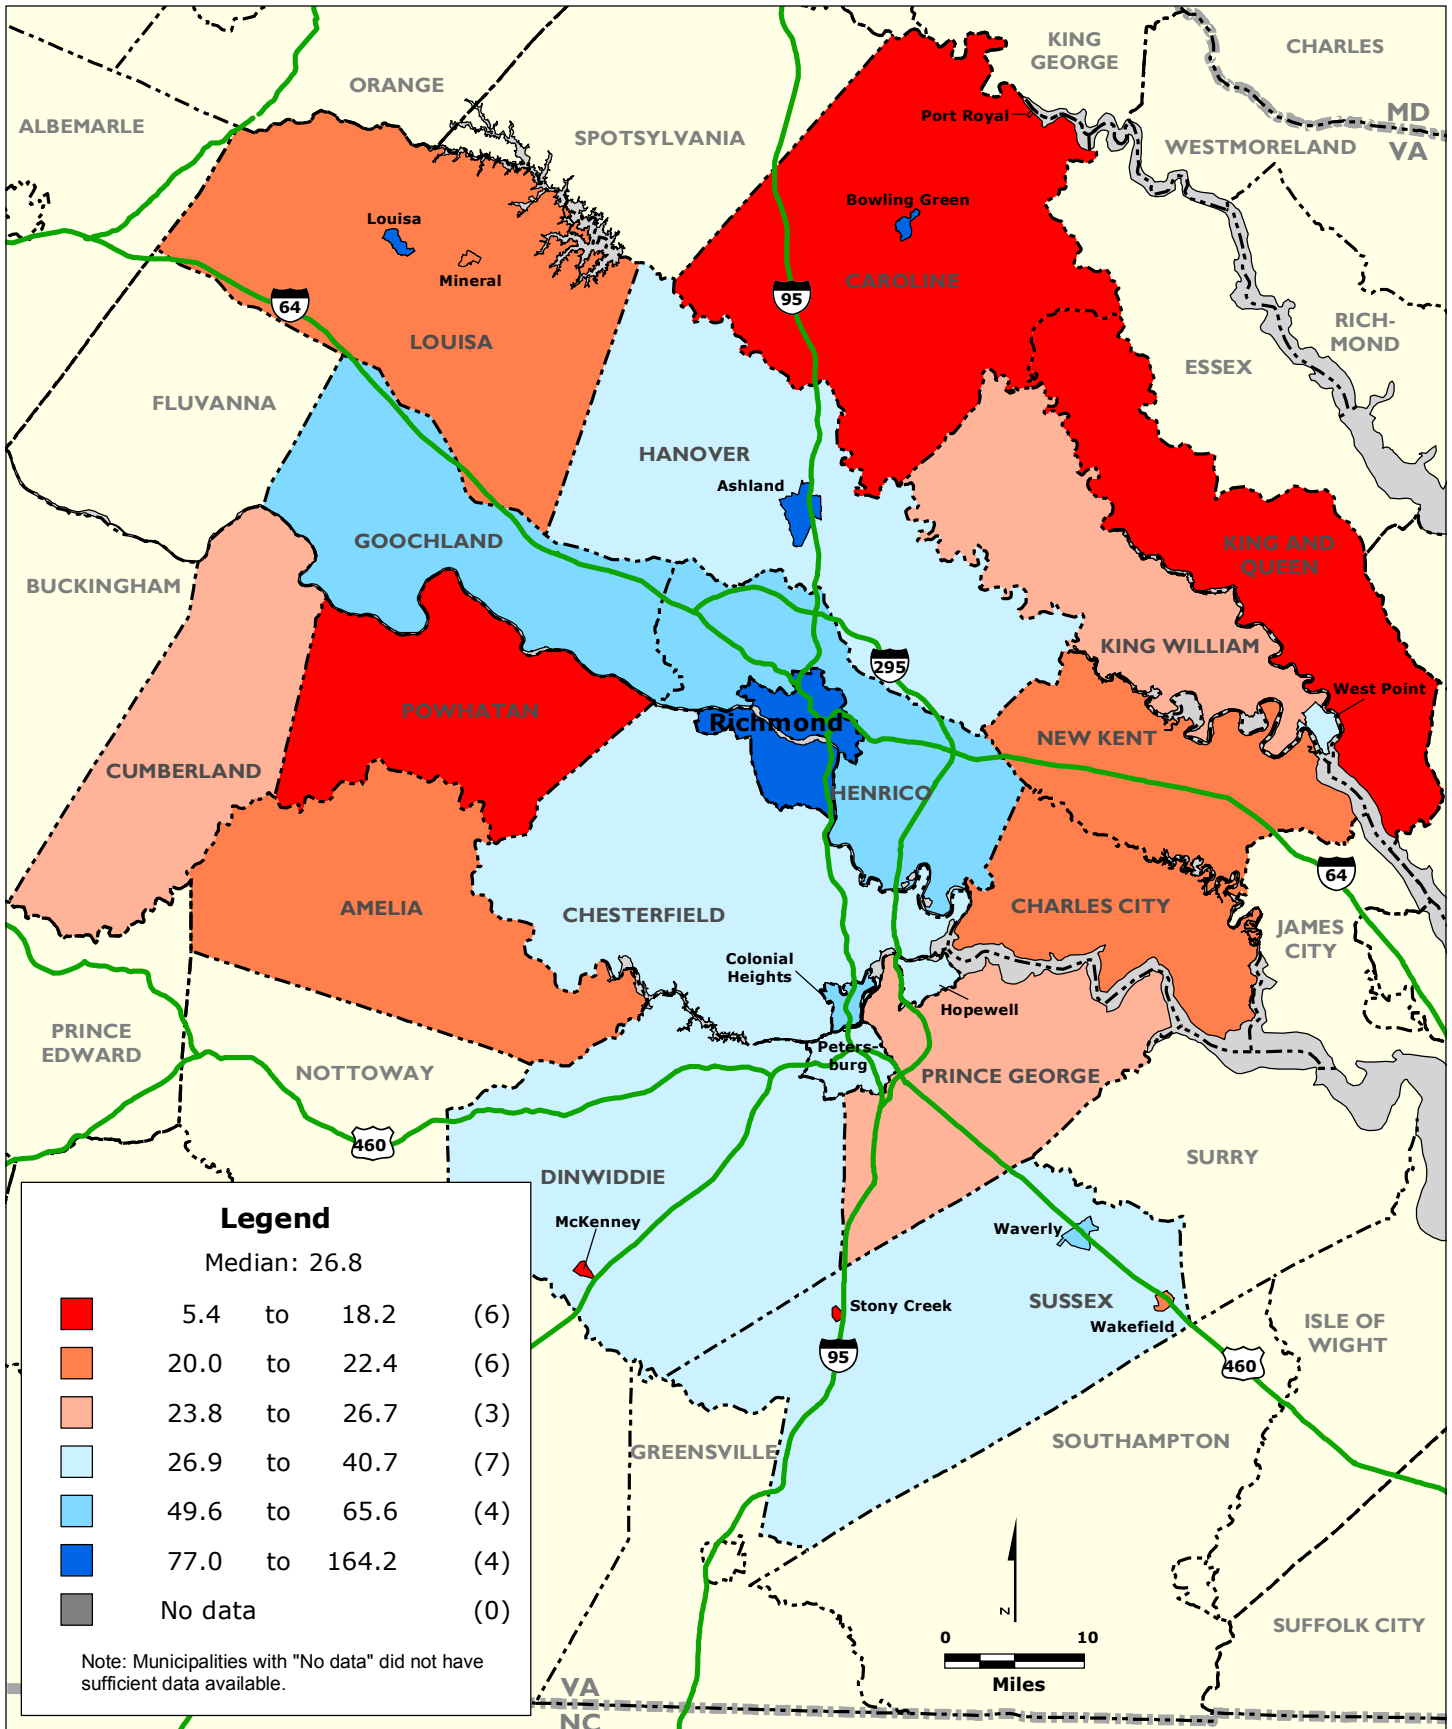 KING
GEORGE
CHARLES
ORANGE
MD
VA
Port Royal
ALBEMARLE
SPOTSYLVANIA
WESTMORELAND
Bowling Green
Louisa
Mineral
CAROLINE
64
95
RICH-
MOND
LOUISA
ESSEX
FLUVANNA
HANOVER
Ashland
GOOCHLAND
KING AND
QUEEN
BUCKINGHAM
KING WILLIAM
295
West Point
POWHATAN
Richmond
NEW KENT
CUMBERLAND
HENRICO
64
AMELIA
CHESTERFIELD
CHARLES CITY
JAMES
CITY
Colonial
Heights
Hopewell
PRINCE
EDWARD
Peters-
burg
NOTTOWAY
PRINCE GEORGE
460
SURRY
DINWIDDIE
McKenney
Waverly
Stony Creek
SUSSEX
Wakefield
ISLE OF
WIGHT
95
460
GREENSVILLE
SOUTHAMPTON
SUFFOLK CITY
Legend
Median: 26.8
5.4 to 18.2 (6)
20.0 to 22.4 (6)
23.8 to 26.7 (3)
26.9 to 40.7 (7)
49.6 to 65.6 (4)
77.0 to 164.2 (4)
No data (0)
Note: Municipalities with "No data" did not have
sufficient data available.
N
0 10
Miles
VA
NC